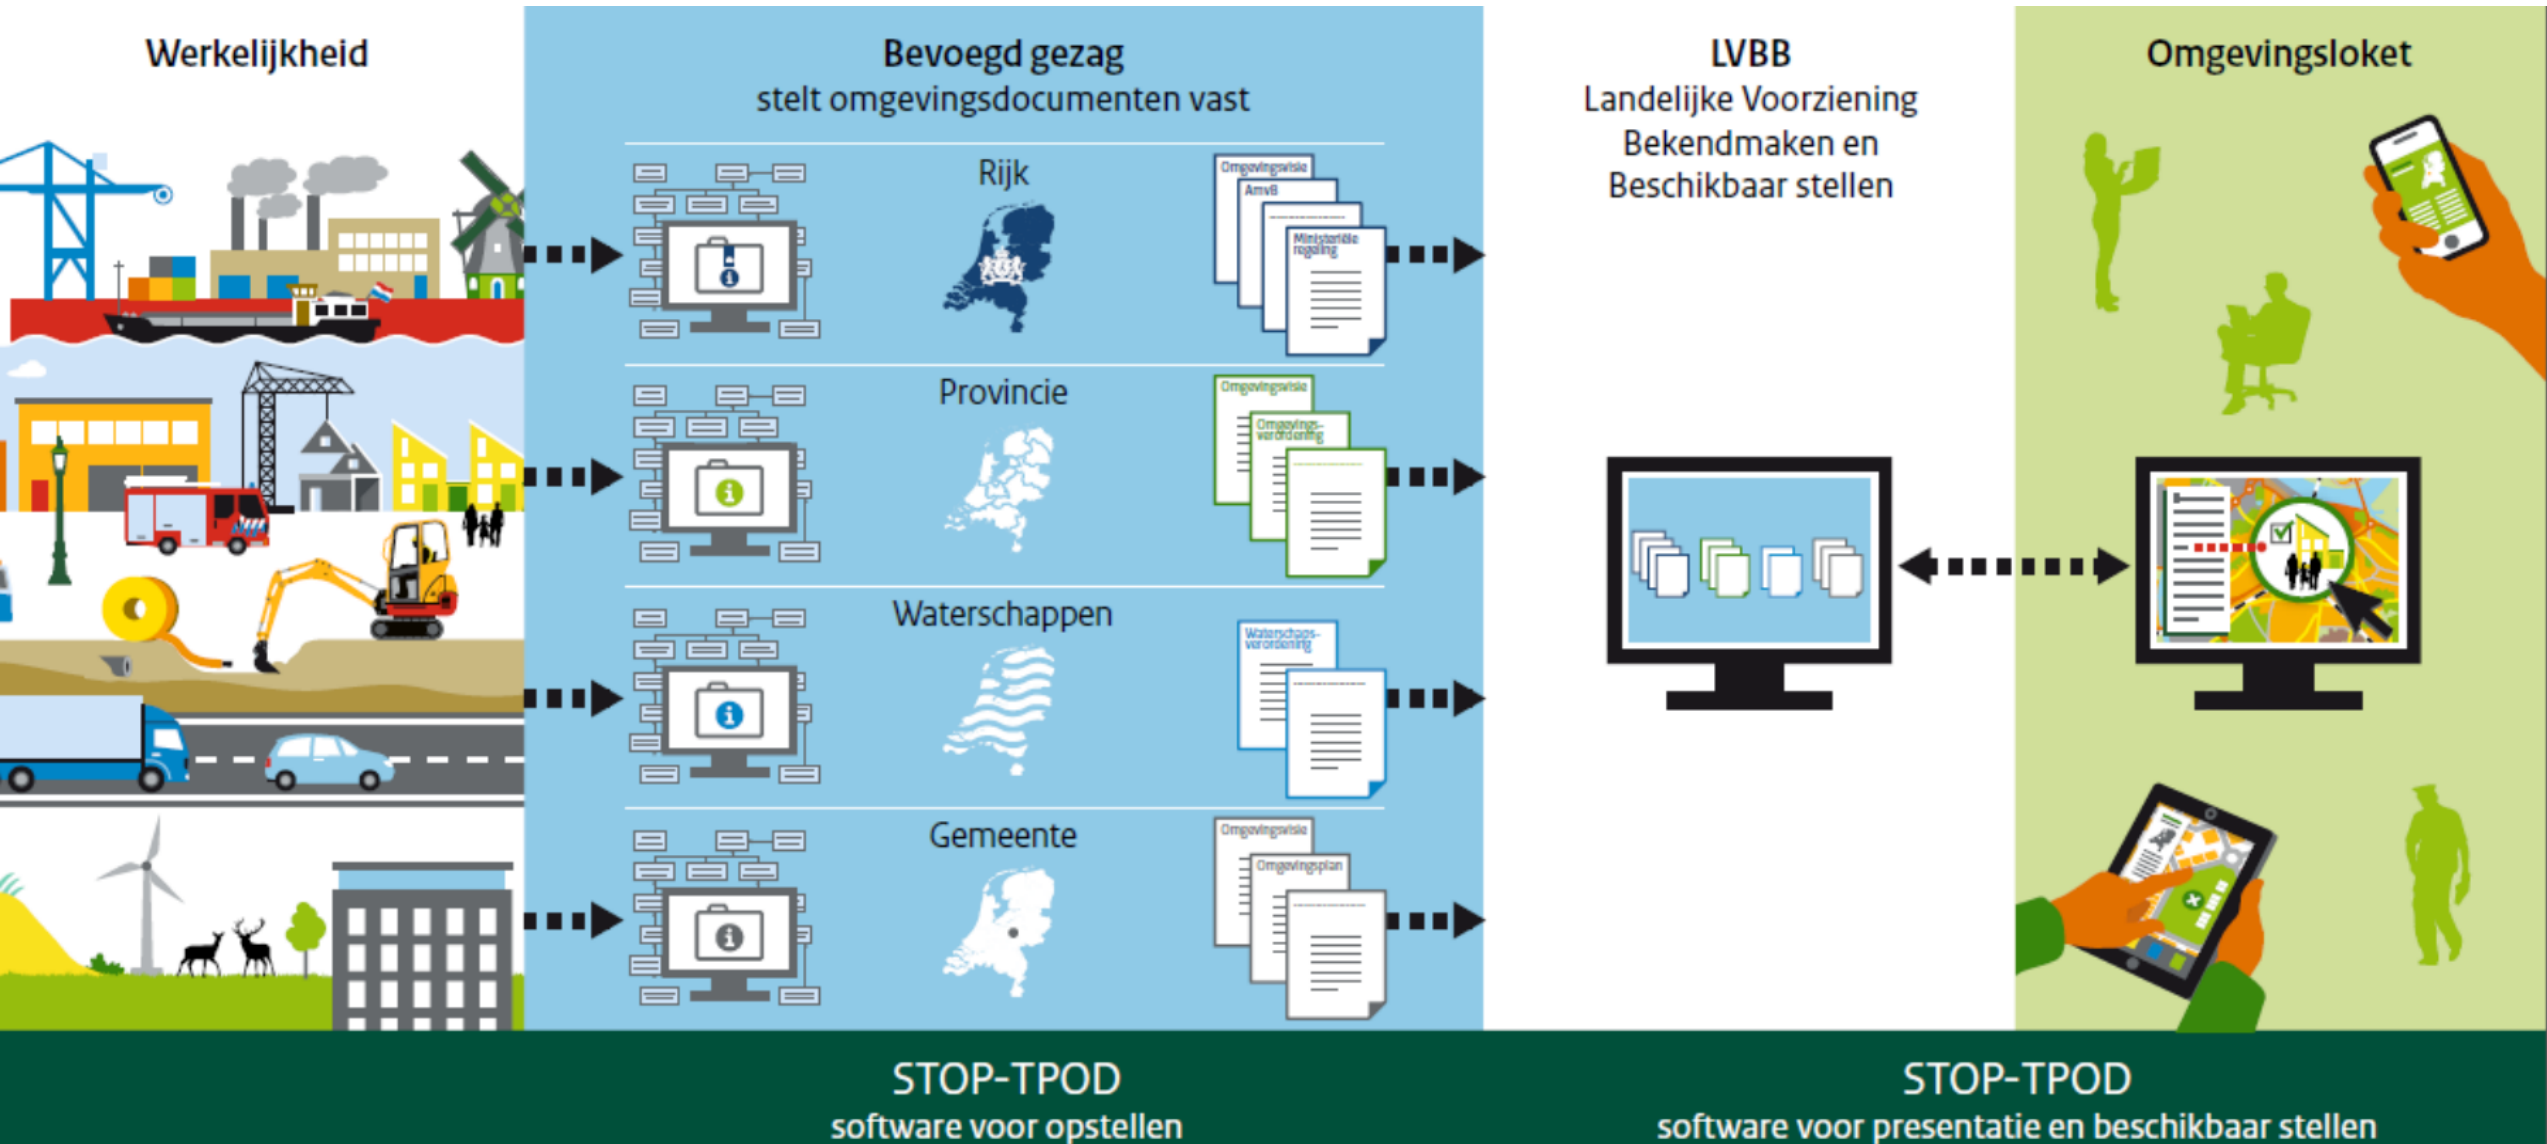 Werkelijkheid
Bevoegd gezag
stelt omgevingsdocumenten vast
Rijk
Omgevingsvisie
AmvB
Ministeriële
regeling
Provincie
Omgevingsvisie
Omgevings-
verordening
Waterschappen
Waterschaps-
verordening
Gemeente
Omgevingsvisie
Omgevingsplan
LVBB
Landelijke Voorziening
Bekendmaken en
Beschikbaar stellen
Omgevingsloket
STOP-TPOD
software voor opstellen
STOP-TPOD
software voor presentatie en beschikbaar stellen